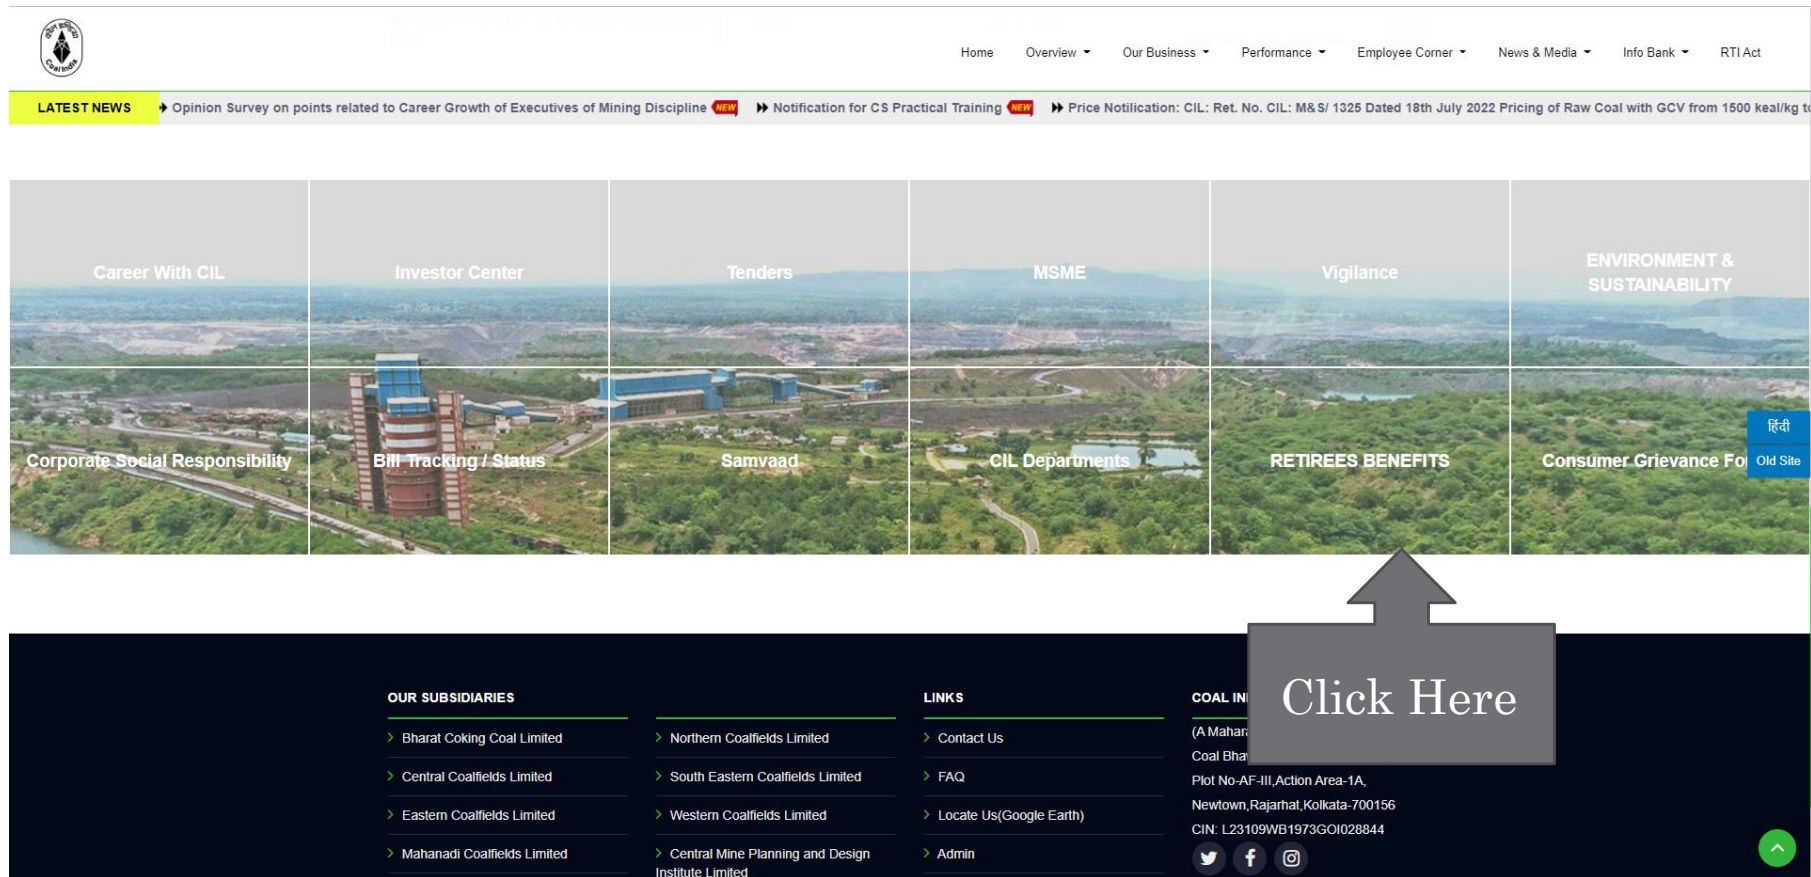 कोल इण्डिया
Coal India
Home Overview Our Business Performance Employee Corner News & Media Info Bank RTI Act
LATEST NEWS Opinion Survey on points related to Career Growth of Executives of Mining Discipline NEW Notification for CS Practical Training NEW Price Notilication: CIL: Ret. No. CIL: M&S/ 1325 Dated 18th July 2022 Pricing of Raw Coal with GCV from 1500 keal/kg
Career With CIL
Investor Center
Tenders
MSME
Vigilance
ENVIRONMENT &
SUSTAINABILITY
Corporate Social Responsibility
Bill Tracking / Status
Samvaad
CIL Departments
RETIREES BENEFITS
Consumer Grievance
हिंदी
Old Site
Click Here
OUR SUBSIDIARIES
Bharat Coking Coal Limited
Central Coalfields Limited
Eastern Coalfields Limited
Mahanadi Coalfields Limited
Northern Coalfields Limited
South Eastern Coalfields Limited
Western Coalfields Limited
Central Mine Planning and Design
Institute Limited
LINKS
Contact Us
FAQ
Locate Us(Google Earth)
Admin
COAL
(A
Coal
Plot No-AF-III,Action Area-1A,
Newtown,Rajarhat,Kolkata-700156
CIN: L23109WB1973GOI028844